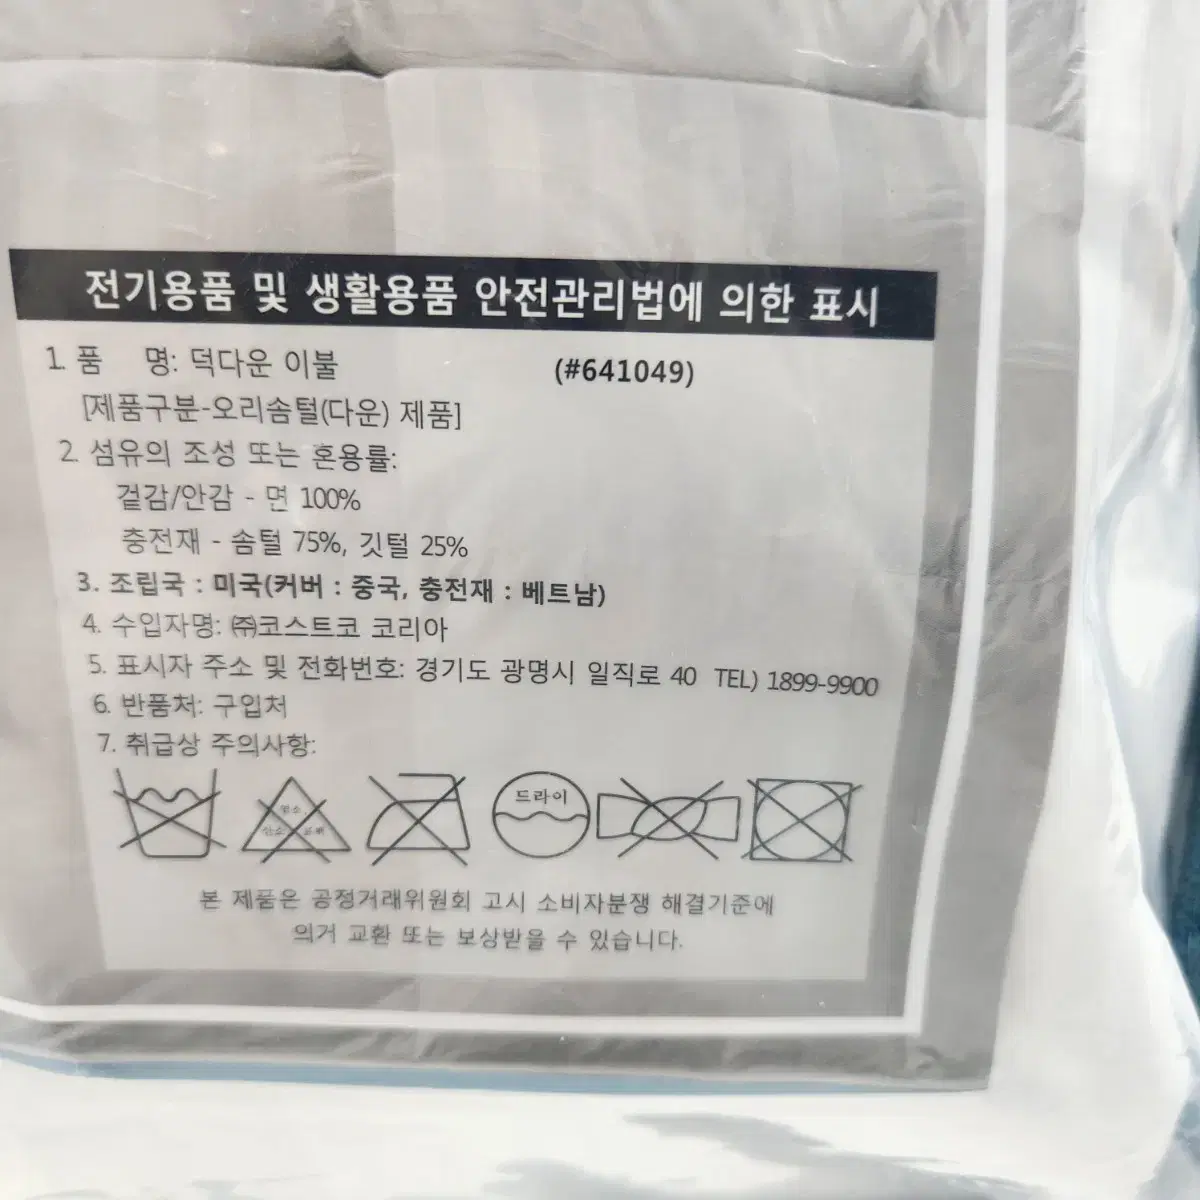 전기용품 및 생활용품 안전관리법에 의한 표시
1. 품 명: 덕다운 이불 (#641049)
[제품구분-오리솜털(다운) 제품]
2. 섬유의 조성 또는 혼용률:
겉감/안감 - 면 100%
충전재 - 솜털 75%, 깃털 25%
3. 조립국 : 미국(커버 : 중국, 충전재 : 베트남)
4. 수입자명: ㈜코스트코 코리아
5. 표시자 주소 및 전화번호: 경기도 광명시 일직로 40 TEL) 1899-9900
6. 반품처: 구입처
7. 취급상 주의사항:
드라이
본 제품은 공정거래위원회 고시 소비자분쟁 해결기준에
의거 교환 또는 보상받을 수 있습니다.